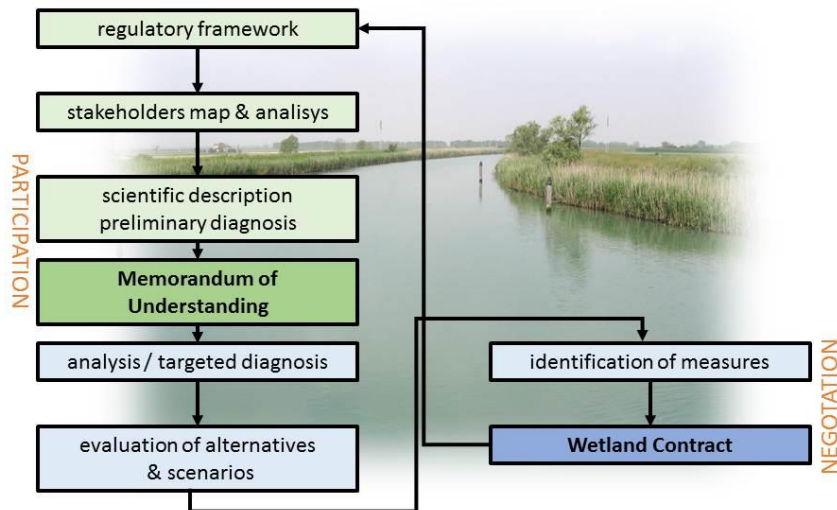 regulatory framework
stakeholders map & analisys
scientific description
preliminary diagnosis
Memorandum of
Understanding
analysis / targeted diagnosis
evaluation of alternatives
& scenarios
PARTICIPATION
identification of measures
Wetland Contract
NEGOTATION